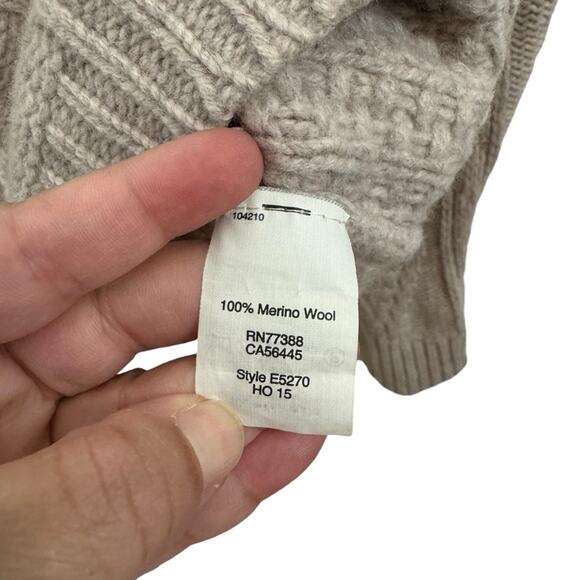 104210
100% Merino Wool
RN77388
CA56445
Style E5270
HO 15